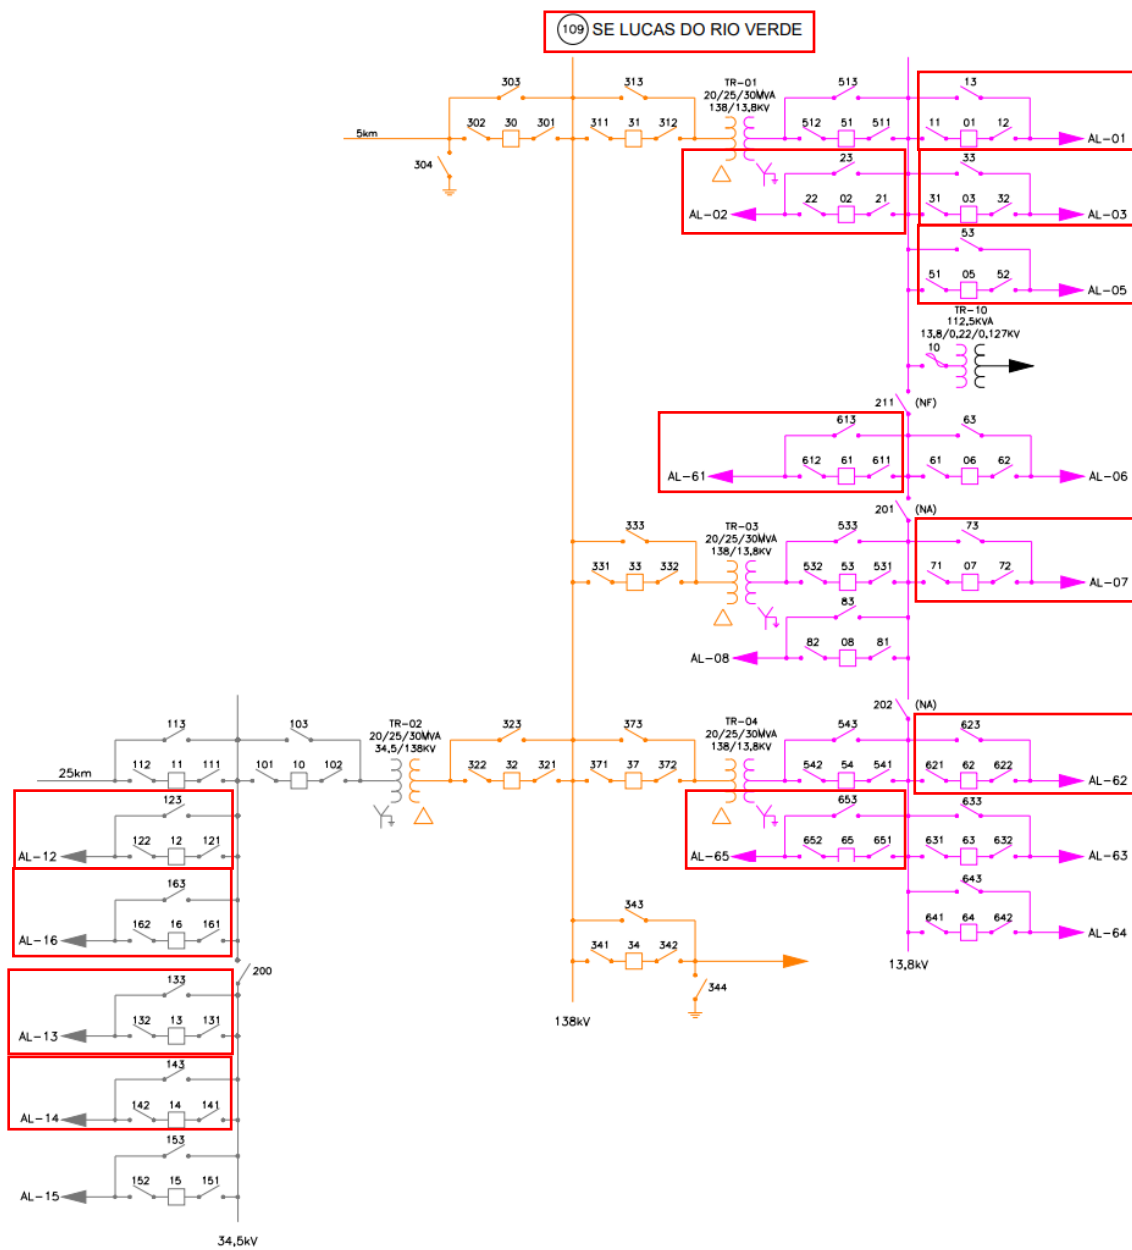 109 SE LUCAS DO RIO VERDE
303 313 TR-01 513 13
20/25/30MVA
138/13,8KV
5km 302 30 301 311 31 312 512 51 511 11 01 12 AL-01
304
23 33
AL-02 22 02 21 31 03 32 AL-03
53
51 05 52 AL-05
TR-10
112,5KVA
13,8/0,22/0,127KV
10
211 (NF)
613 63
AL-61 612 61 611 61 06 62 AL-06
201 (NA)
333 TR-03 533 73
20/25/30MVA
138/13,8KV
331 33 332 532 53 531 71 07 72 AL-07
83
AL-08 82 08 81
202 (NA)
113 103 TR-02 323 373 TR-04 543 623
20/25/30MVA 20/25/30MVA
34,5/138KV 138/13,8KV
25km 112 11 111 101 10 102 322 32 321 371 37 372 542 54 541 621 62 622 AL-62
123 653 633
AL-12 122 12 121 AL-65 652 65 651 631 63 632 AL-63
163 643
AL-16 162 16 161 343 641 64 642 AL-64
341 34 342
13,8kV
200
133 344
AL-13 132 13 131 138kV
143
AL-14 142 14 141
153
AL-15 152 15 151
34,5kV